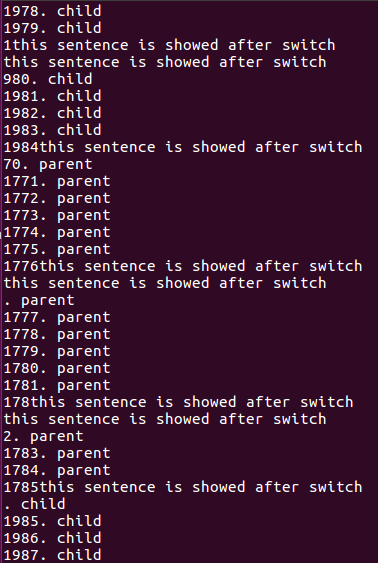 1978. child
1979. child
1this sentence is showed after switch
this sentence is showed after switch
980. child
1981. child
1982. child
1983. child
1984this sentence is showed after switch
70. parent
1771. parent
1772. parent
1773. parent
1774. parent
1775. parent
1776this sentence is showed after switch
this sentence is showed after switch
. parent
1777. parent
1778. parent
1779. parent
1780. parent
1781. parent
178this sentence is showed after switch
this sentence is showed after switch
2. parent
1783. parent
1784. parent
1785this sentence is showed after switch
. child
1985. child
1986. child
1987. child